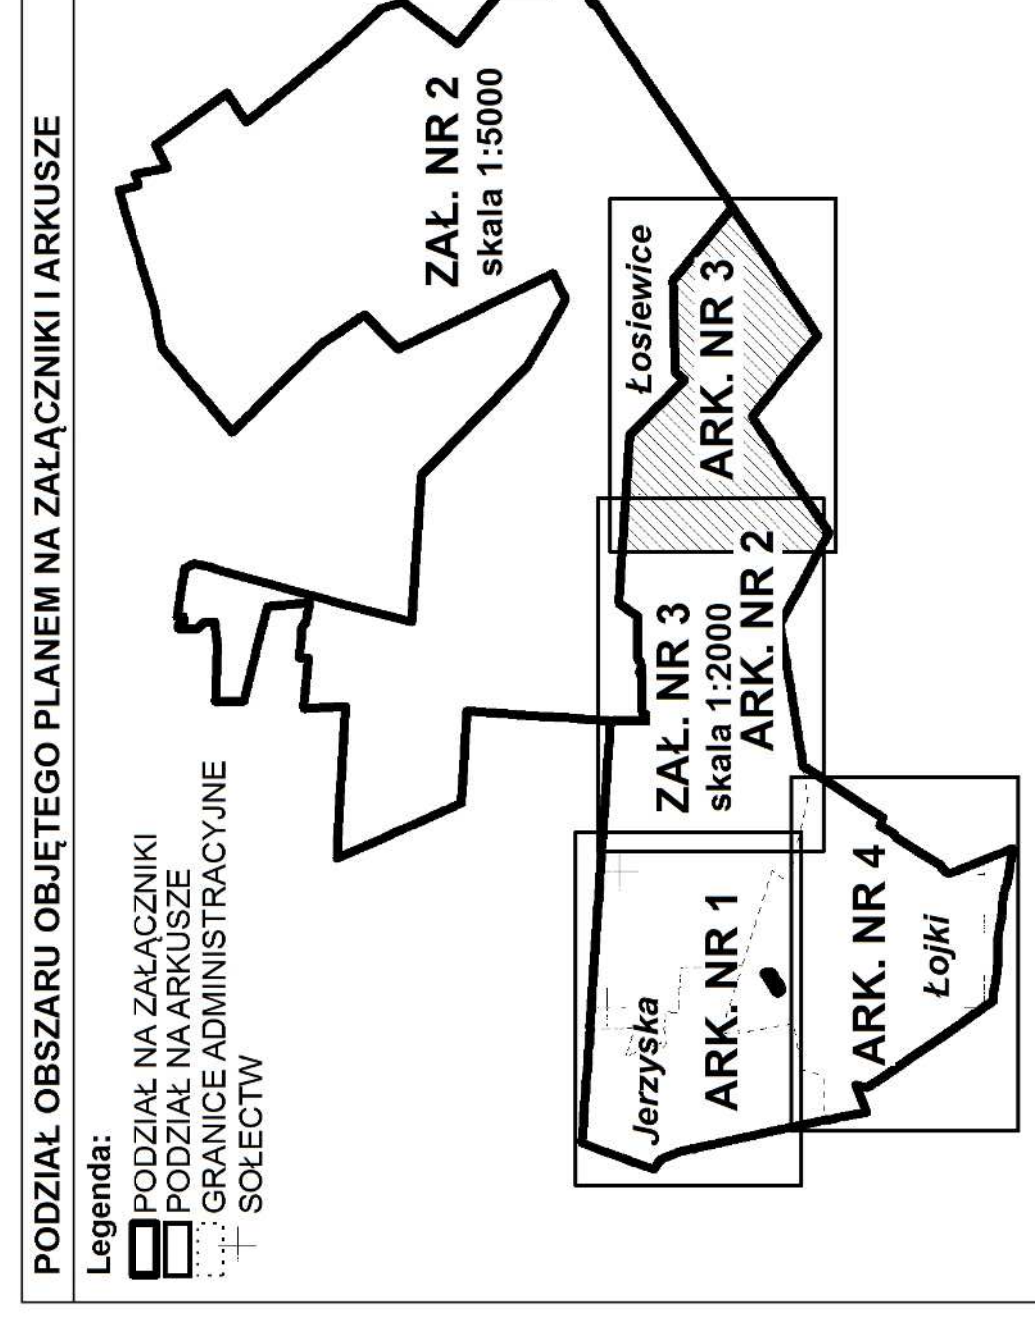 PODZIAŁ OBSZARU OBJĘTEGO PLANEM NA ZAŁĄCZNIKI I ARKUSZE
Legenda:
PODZIAŁ NA ZAŁĄCZNIKI
PODZIAŁ NA ARKUSZE
GRANICE ADMINISTRACYJNE
SOŁECTW
ZAŁ. NR 2
skala 1:5000
Łosiewice
ARK. NR 3
ZAŁ. NR 3
skala 1:2000
ARK. NR 2
Jerzyska
ARK. NR 1
ARK. NR 4
Łojki